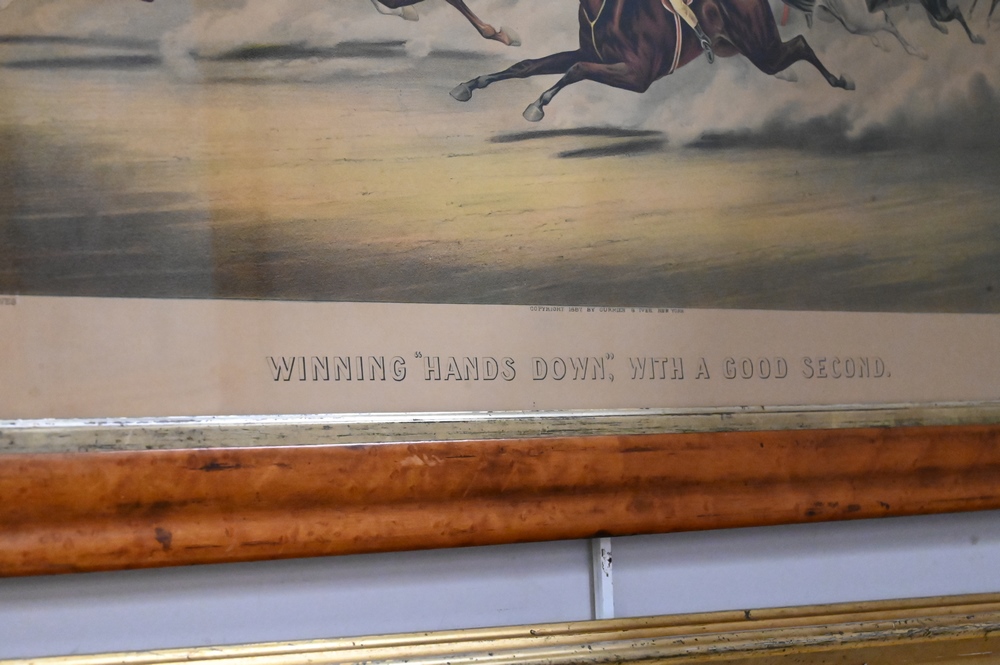 COPYRIGHT 1887 BY CURRIER & IVES NEW YORK
WINNING "HANDS DOWN", WITH A GOOD SECOND.